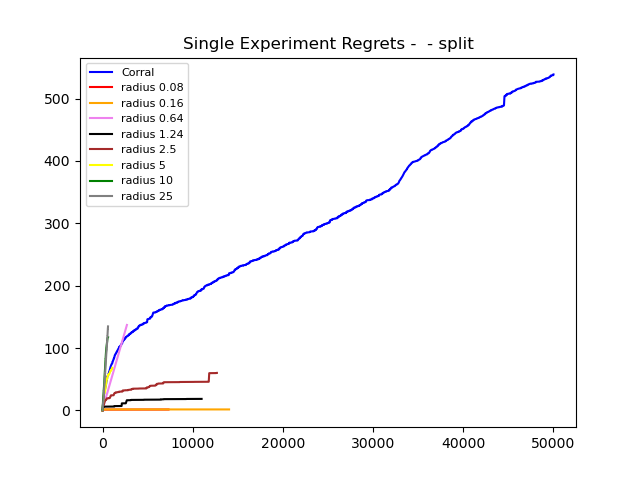 Single Experiment Regrets -  - split
Corral
radius 0.08
radius 0.16
radius 0.64
radius 1.24
radius 2.5
radius 5
radius 10
radius 25
500
400
300
200
100
0
0 10000 20000 30000 40000 50000